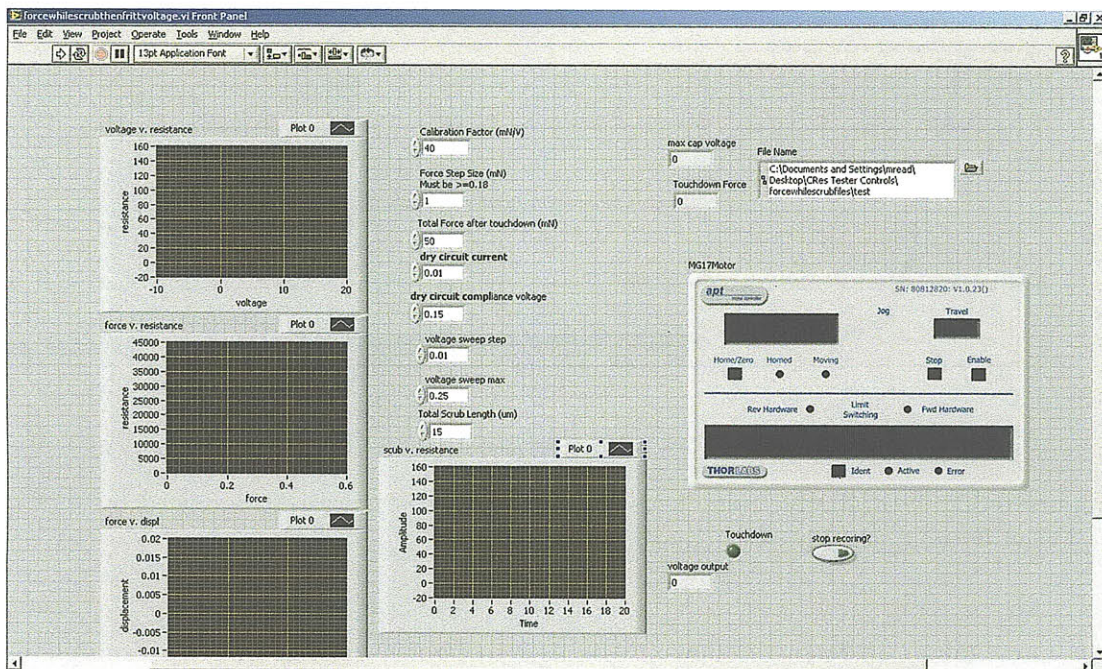 forcewhilescrubthenfrittvoltage.vi Front Panel
File Edit View Project Operate Tools Window Help
13pt Application Font
voltage v. resistance
Plot 0
160
140
120
100
80
60
40
20
0
-20
resistance
-10 0 10 20
voltage
force v. resistance
Plot 0
45000
40000
35000
30000
25000
20000
15000
10000
5000
0
resistance
0 0.2 0.4 0.6
force
force v. displ
Plot 0
0.02
0.015
0.01
0.005
0
-0.005
-0.01
displacement
Calibration Factor (mN/V)
40
Force Step Size (mN)
Must be >=0.18
1
Total Force after touchdown (mN)
50
dry circuit current
0.01
dry circuit compliance voltage
0.15
voltage sweep step
0.01
voltage sweep max
0.25
Total Scrub Length (um)
15
scub v. resistance
Plot 0
160
140
120
100
80
60
40
20
0
-20
Amplitude
0 2 4 6 8 10 12 14 16 18 20
Time
max cap voltage
0
Touchdown Force
0
File Name
C:\Documents and Settings\mread\
Desktop\CRes Tester Controls\
forcewhilescrubfiles\test
MG17Motor
apt
SN: 80812820: V1.0.23()
Jog
Travel
Home/Zero Homed Moving
Stop Enable
Rev Hardware
Limit
Switching
Fwd Hardware
THORLABS
Ident Active Error
Touchdown
stop recoring?
voltage output
0